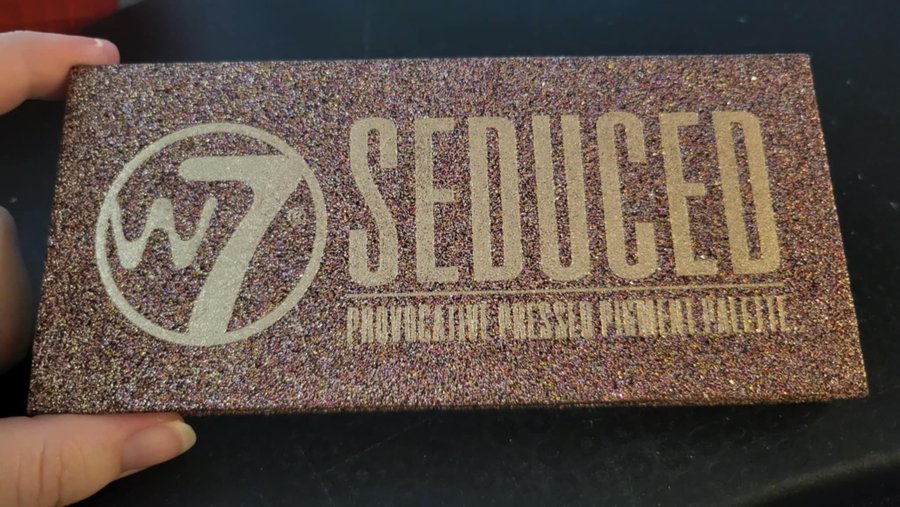 W7®
SEDUCED
PROVOCATIVE PRESSED PIGMENT PALETTE